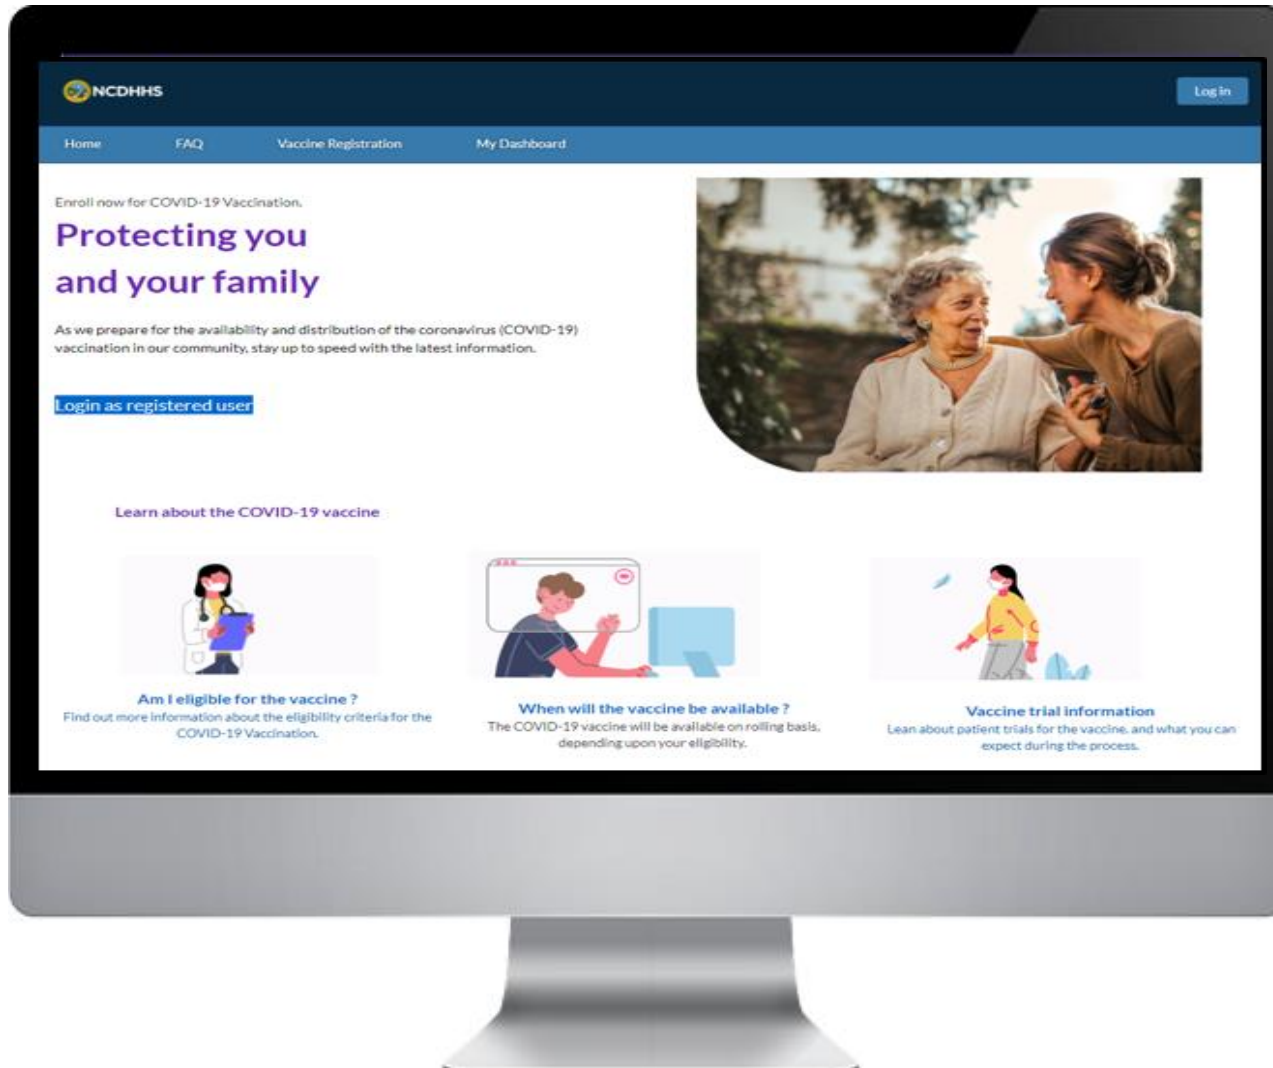 NCDHHS
Log in
Home FAQ Vaccine Registration My Dashboard
Enroll now for COVID-19 Vaccination.
Protecting you
and your family
As we prepare for the availability and distribution of the coronavirus (COVID-19)
vaccination in our community, stay up to speed with the latest information.
Login as registered user
Learn about the COVID-19 vaccine
Am I eligible for the vaccine ?
Find out more information about the eligibility criteria for the
COVID-19 Vaccination.
When will the vaccine be available ?
The COVID-19 vaccine will be available on rolling basis,
depending upon your eligibility.
Vaccine trial information
Lean about patient trials for the vaccine, and what you can
expect during the process.